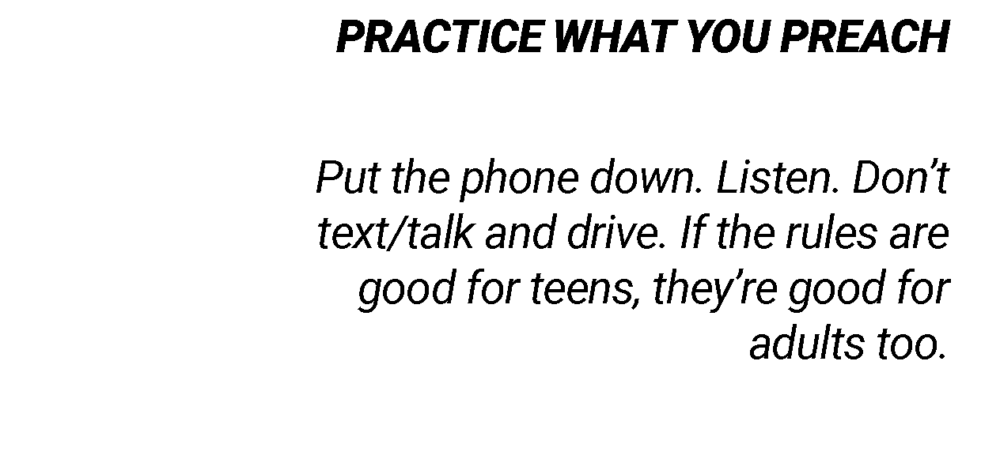 PRACTICE WHAT YOU PREACH
Put the phone down. Listen. Don’t
text/talk and drive. If the rules are
good for teens, they’re good for
adults too.